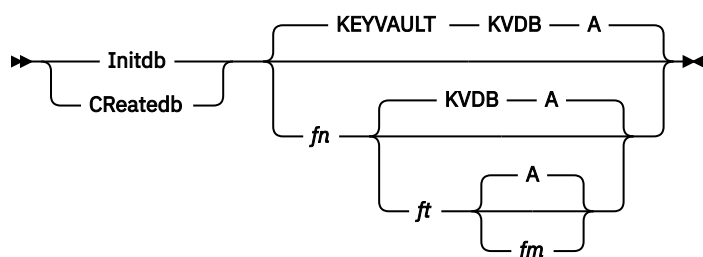 KEYVAULT KVDB A
Initdb
CReatedb
KVDB A
fn
A
ft
fm